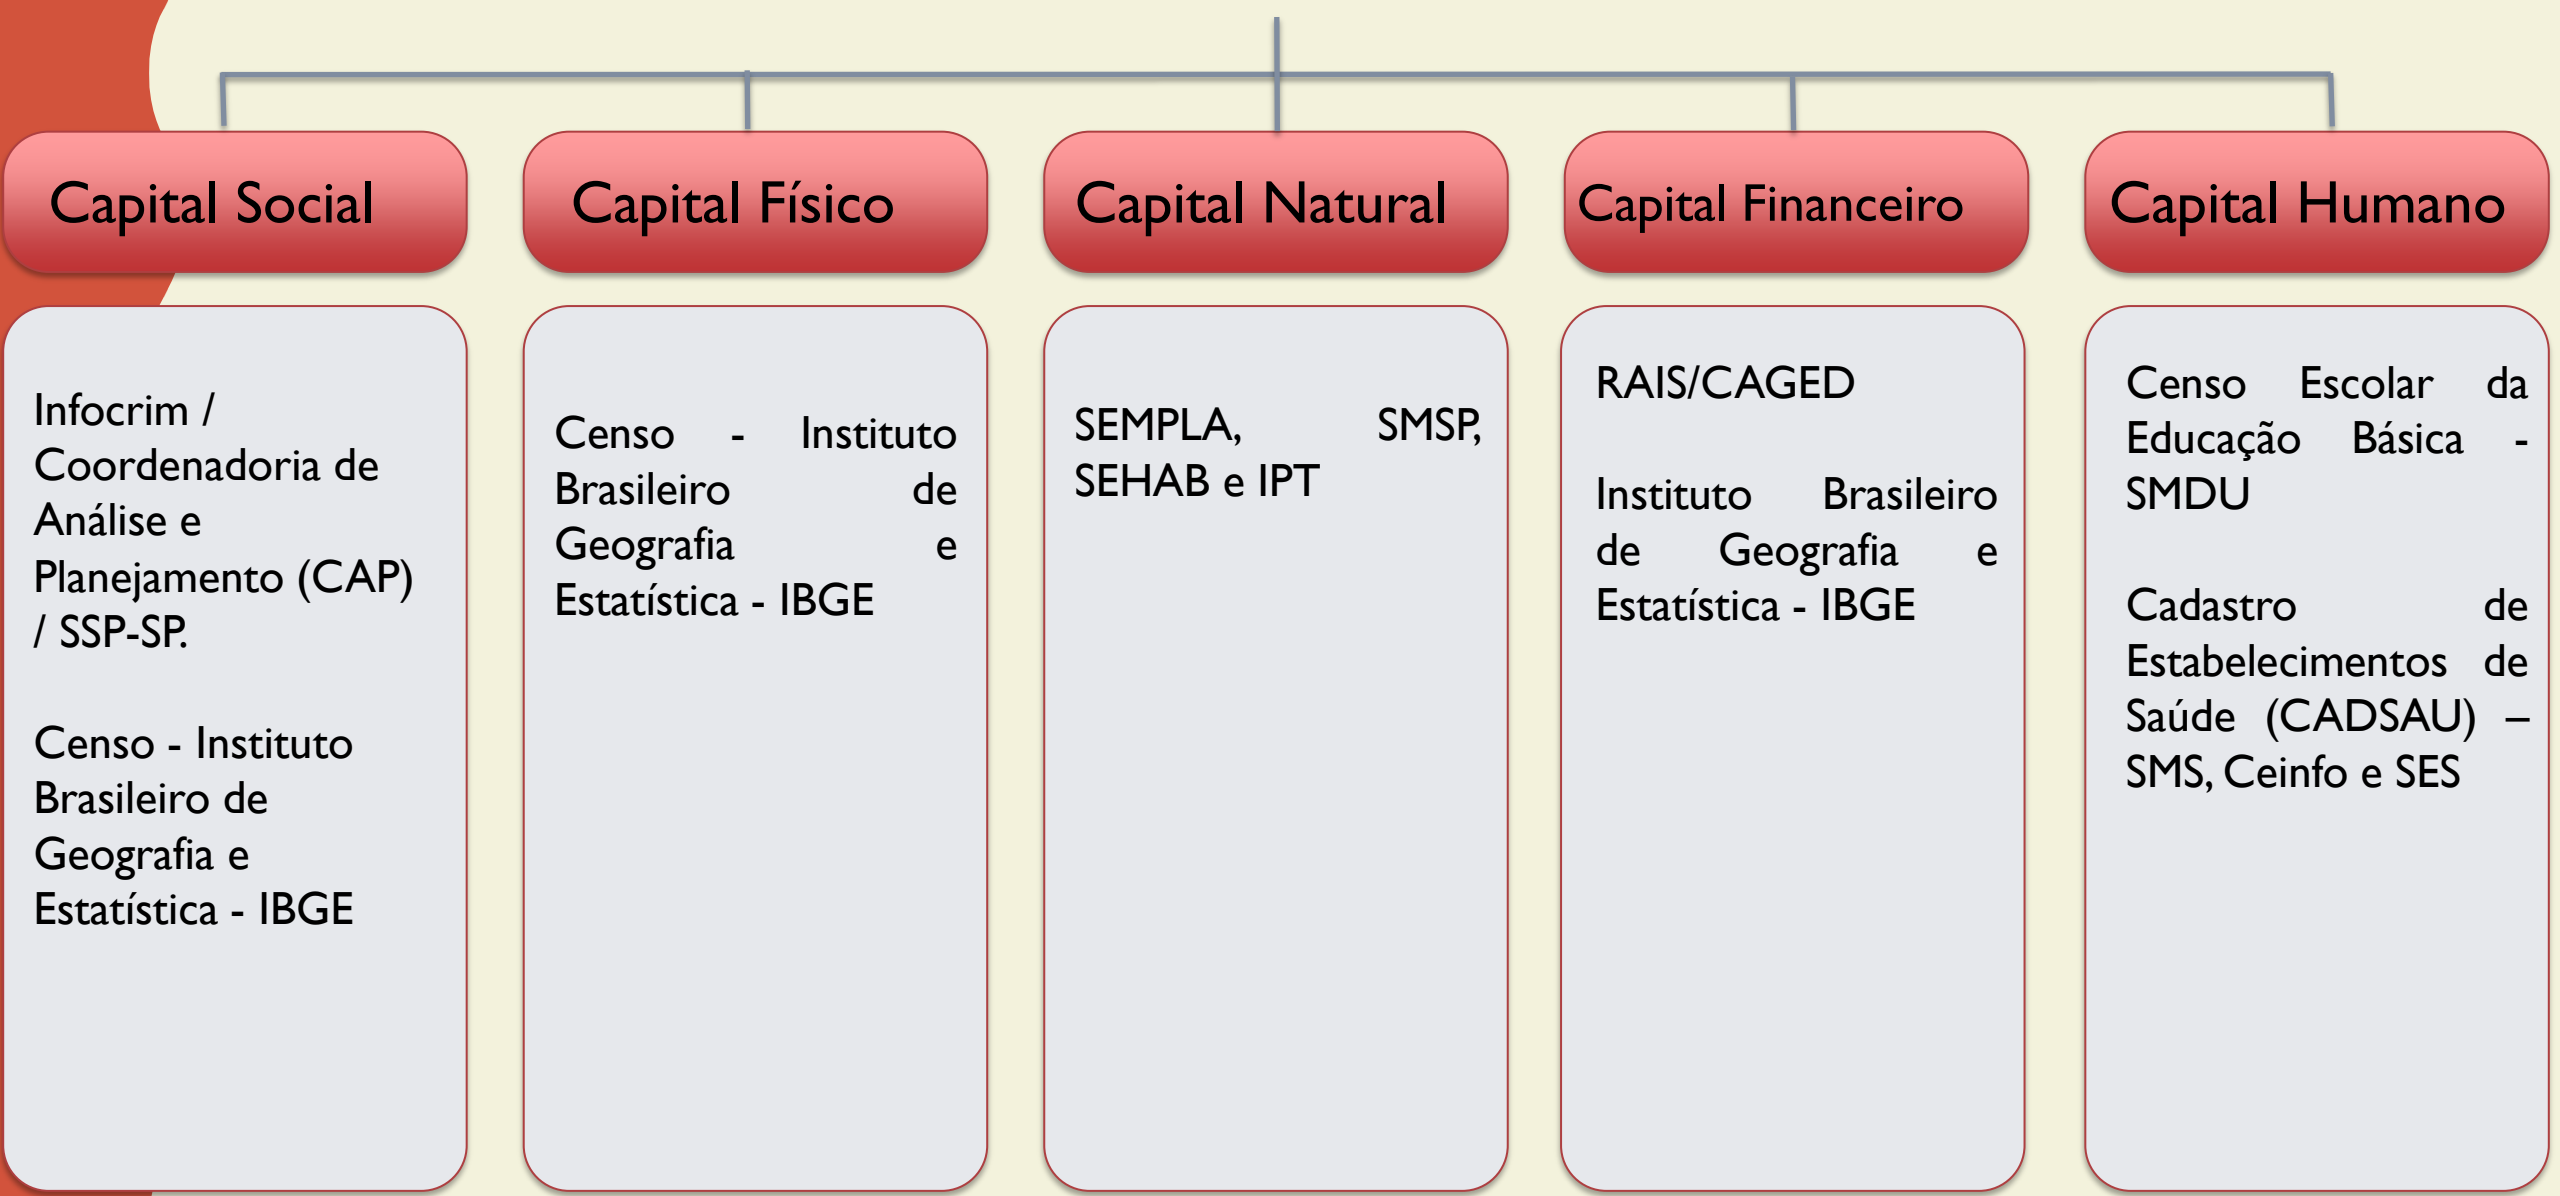 Capital Social
Capital Físico
Capital Natural
Capital Financeiro
Capital Humano
Infocrim /
Coordenadoria de
Análise e
Planejamento (CAP)
/ SSP-SP.
Censo - Instituto
Brasileiro de
Geografia e
Estatística - IBGE
Censo - Instituto
Brasileiro de
Geografia e
Estatística - IBGE
SEMPLA, SMSP,
SEHAB e IPT
RAIS/CAGED
Instituto Brasileiro
de Geografia e
Estatística - IBGE
Censo Escolar da
Educação Básica -
SMDU
Cadastro de
Estabelecimentos de
Saúde (CADSAU) –
SMS, Ceinfo e SES